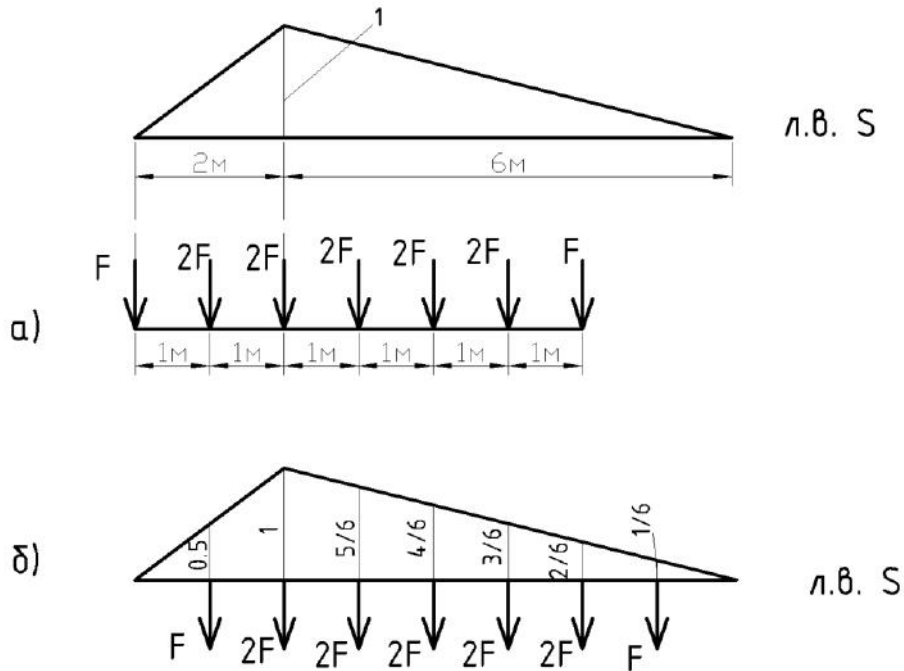 1
л.в. S
2м 6м
F 2F 2F 2F 2F 2F F
а)
1м 1м 1м 1м 1м 1м
0.5 1 5/6 4/6 3/6 2/6 1/6
б)
л.в. S
F 2F 2F 2F 2F 2F F